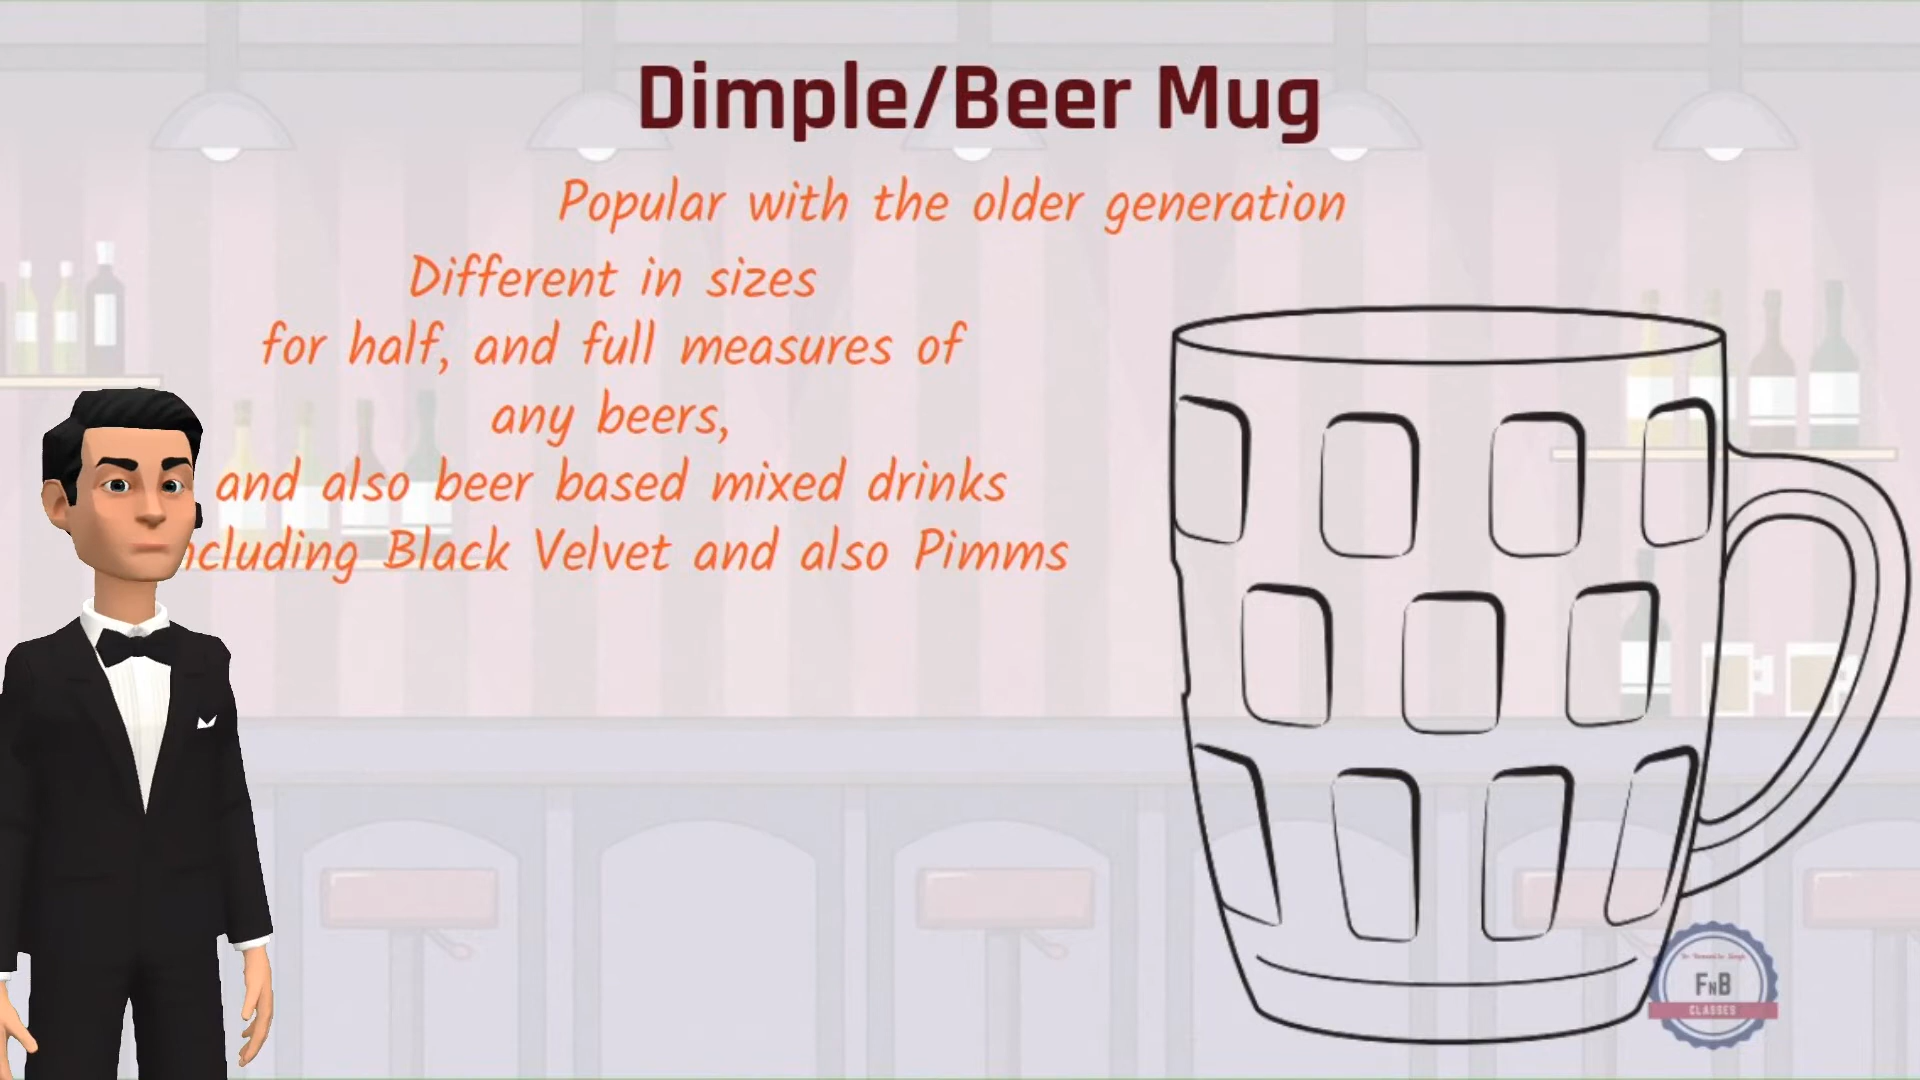 Dimple/Beer Mug
Popular with the older generation
Different in sizes
for half, and full measures of
any beers,
and also beer based mixed drinks
ncluding Black Velvet and also Pimms
FNB
CLASSES